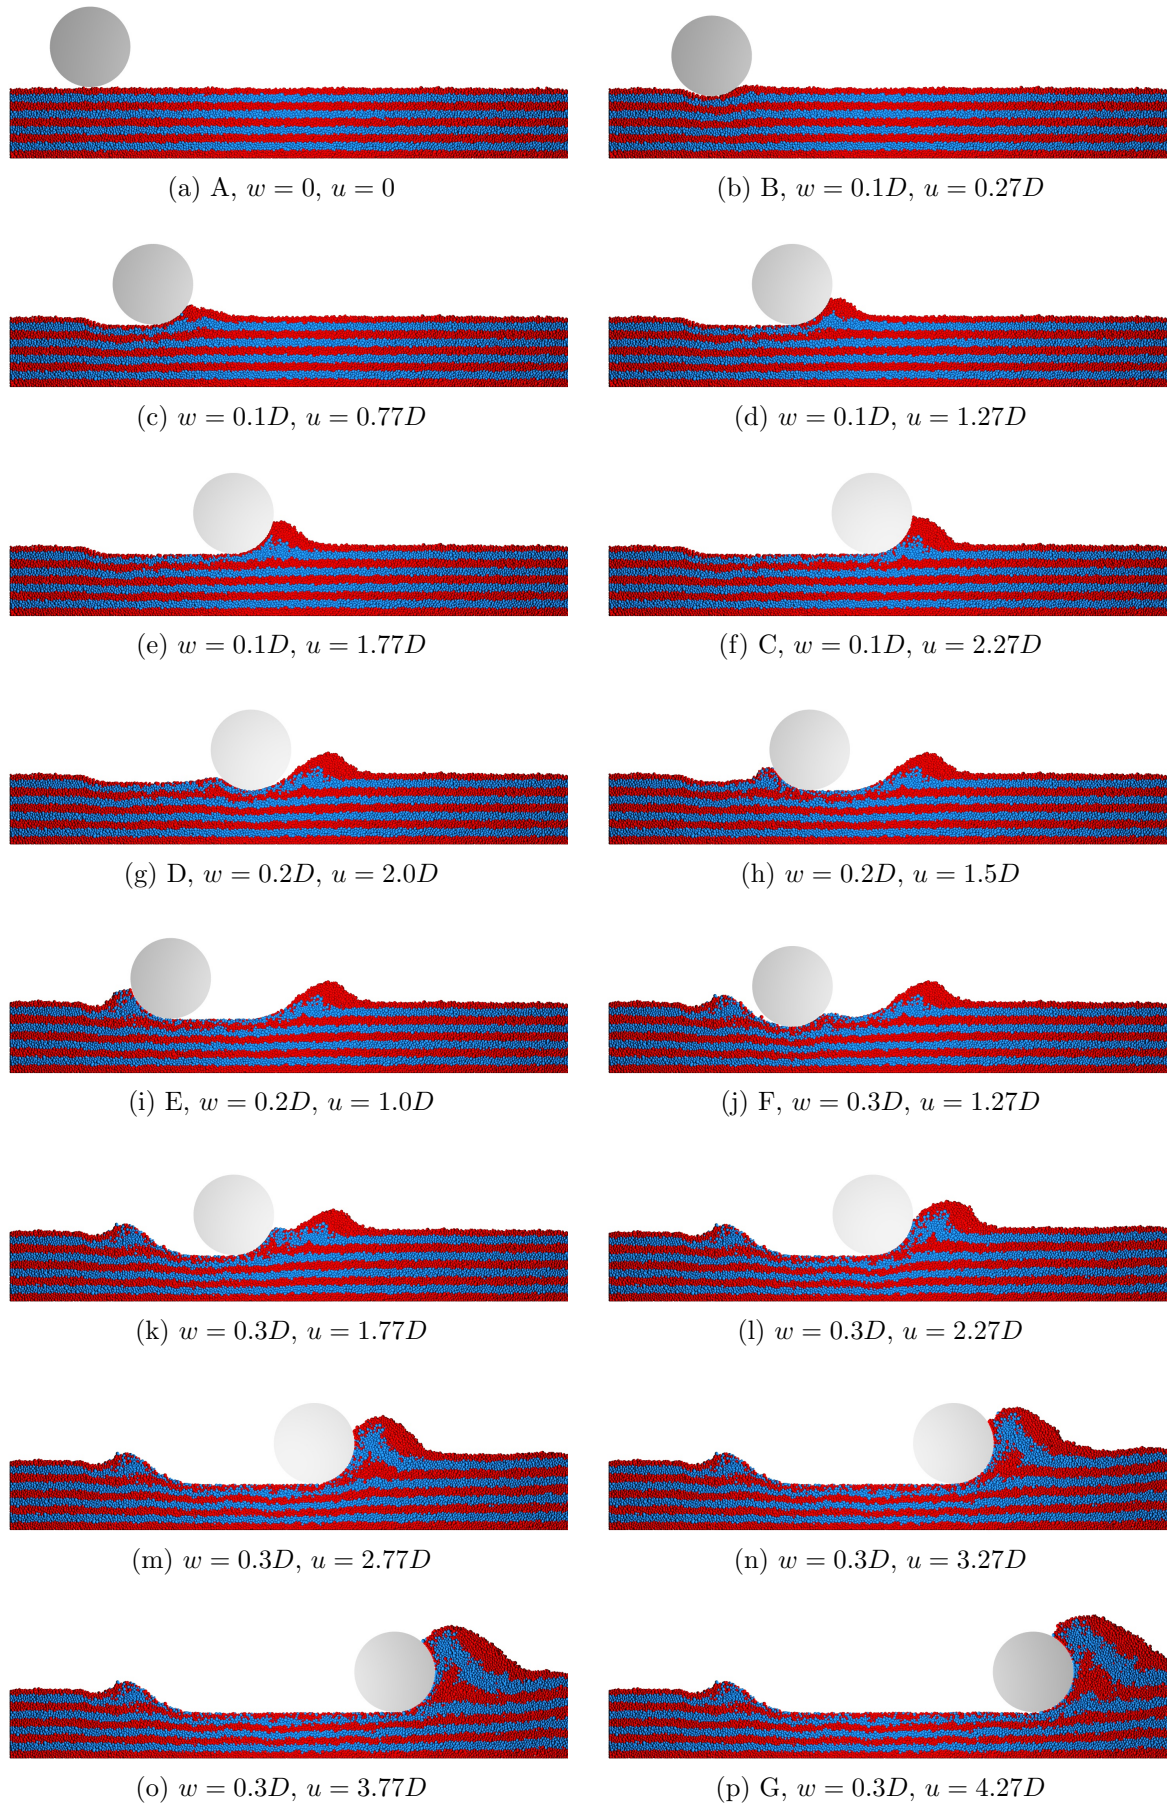 (a) A, w = 0, u = 0
(b) B, w = 0.1D, u = 0.27D
(c) w = 0.1D, u = 0.77D
(d) w = 0.1D, u = 1.27D
(e) w = 0.1D, u = 1.77D
(f) C, w = 0.1D, u = 2.27D
(g) D, w = 0.2D, u = 2.0D
(h) w = 0.2D, u = 1.5D
(i) E, w = 0.2D, u = 1.0D
(j) F, w = 0.3D, u = 1.27D
(k) w = 0.3D, u = 1.77D
(l) w = 0.3D, u = 2.27D
(m) w = 0.3D, u = 2.77D
(n) w = 0.3D, u = 3.27D
(o) w = 0.3D, u = 3.77D
(p) G, w = 0.3D, u = 4.27D